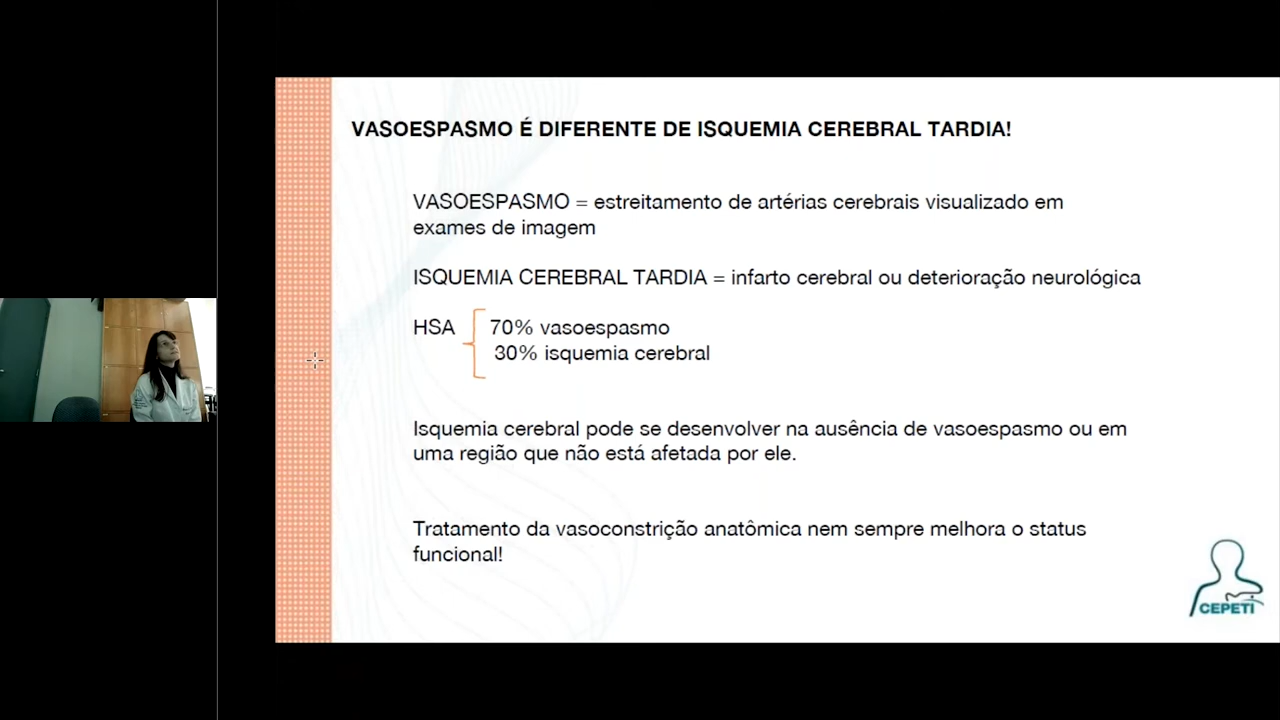 VASOESPASMO É DIFERENTE DE ISQUEMIA CEREBRAL TARDIA!
VASOESPASMO = estreitamento de artérias cerebrais visualizado em
exames de imagem
ISQUEMIA CEREBRAL TARDIA = infarto cerebral ou deterioração neurológica
HSA
70% vasoespasmo
30% isquemia cerebral
Isquemia cerebral pode se desenvolver na ausência de vasoespasmo ou em
uma região que não está afetada por ele.
Tratamento da vasoconstrição anatômica nem sempre melhora o status
funcional!
CEPETI